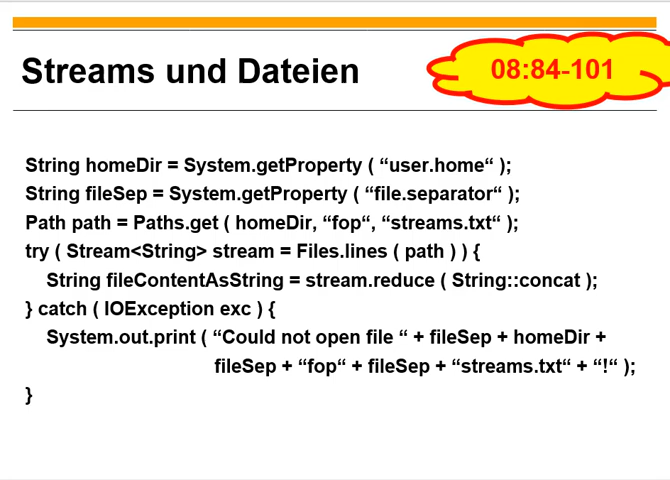 Streams und Dateien
08:84-101
String homeDir = System.getProperty ( “user.home“ );
String fileSep = System.getProperty ( “file.separator“ );
Path path = Paths.get ( homeDir, “fop“, “streams.txt“ );
try ( Stream<String> stream = Files.lines ( path ) ) {
String fileContentAsString = stream.reduce ( String::concat );
} catch ( IOException exc ) {
System.out.print ( “Could not open file “ + fileSep + homeDir +
fileSep + “fop“ + fileSep + “streams.txt“ + “!“ );
}